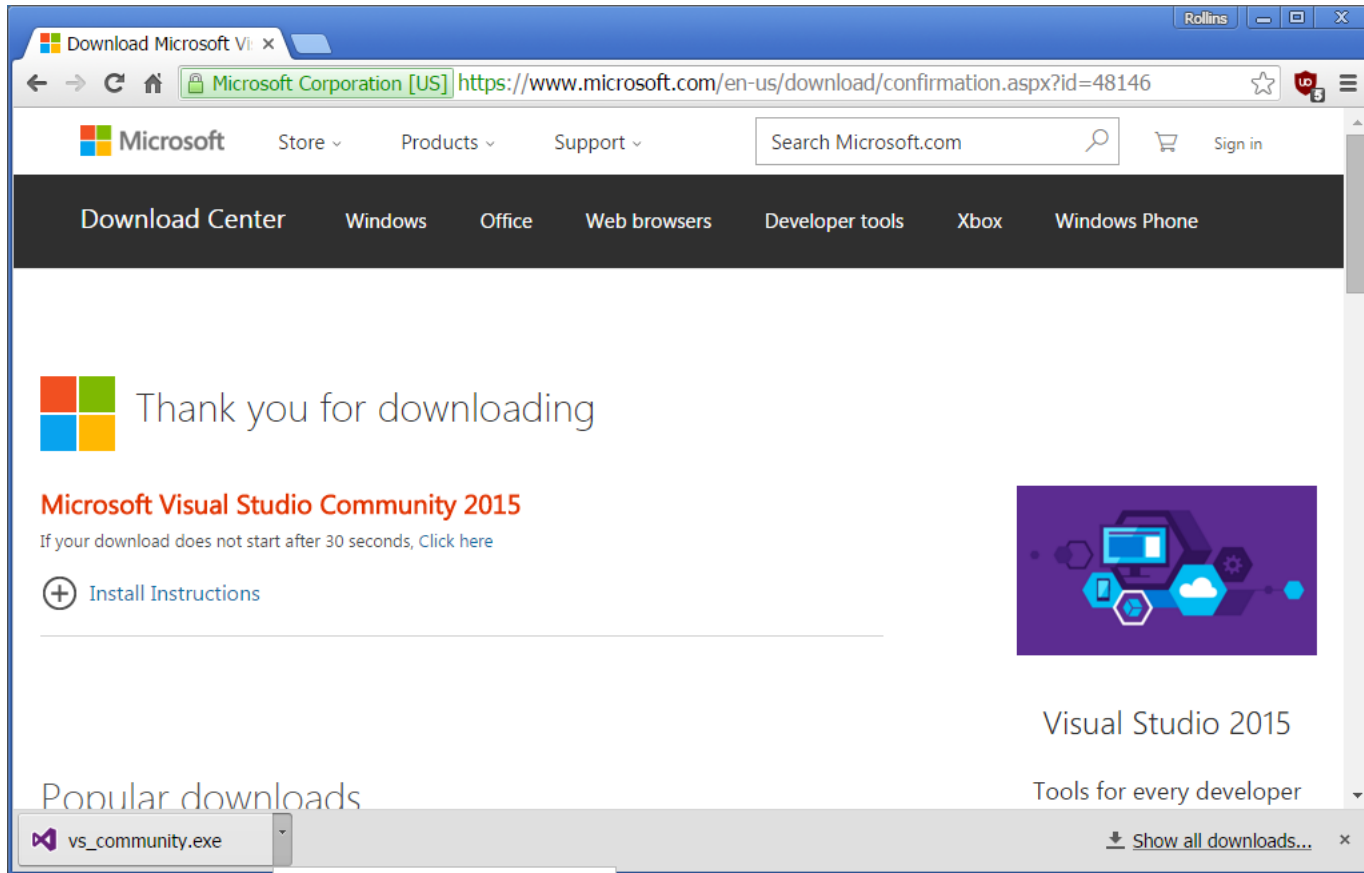 Rollins
Download Microsoft Vi
Microsoft Corporation [US] https://www.microsoft.com/en-us/download/confirmation.aspx?id=48146
5
Microsoft Store Products Support Search Microsoft.com Sign in
Download Center Windows Office Web browsers Developer tools Xbox Windows Phone
Thank you for downloading
Microsoft Visual Studio Community 2015
If your download does not start after 30 seconds, Click here
Install Instructions
Visual Studio 2015
Tools for every developer
Popular downloads
vs_community.exe Show all downloads...